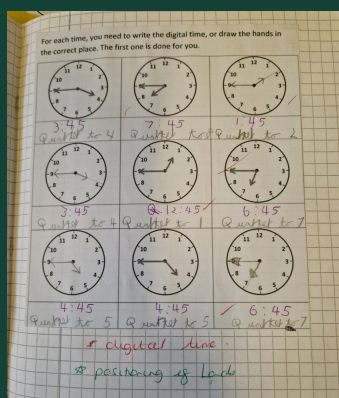 For each time, you need to write the digital time, or draw the hands in
the correct place. The first one is done for you.
3:45 7:45 1:45
Quarter to 4 Quarter to Quarter to 2
3:45 12:45 6:45
Quarter to 4 Quarter to 1 Quarter to 7
4:45 4:45 6:45
Quarter to 5 Quarter to 5 Quarter to 7
digital time.
positioning of